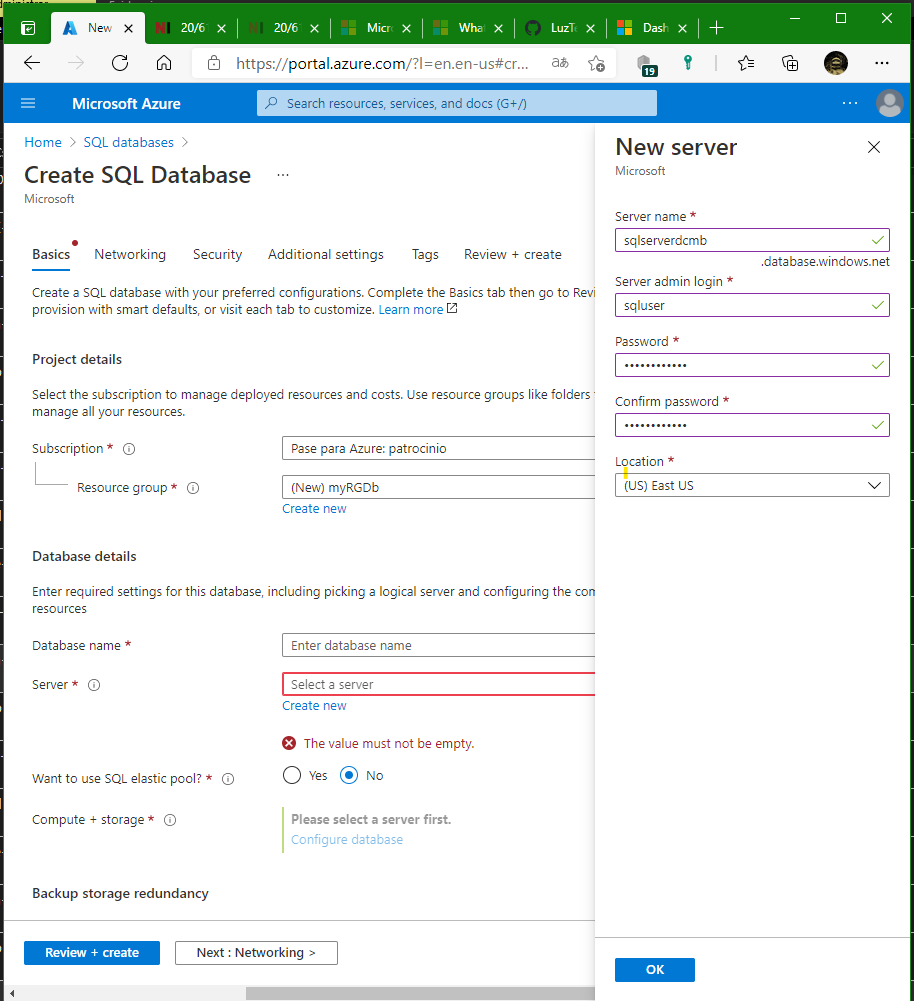 New
20/6
20/6
Micr
Wha
LuzTe
Dash
https://portal.azure.com/?l=en.en-us#cr...
aあ
19
Microsoft Azure
Search resources, services, and docs (G+/)
Home > SQL databases >
Create SQL Database ...
Microsoft
Basics Networking Security Additional settings Tags Review + create
Create a SQL database with your preferred configurations. Complete the Basics tab then go to Revi
provision with smart defaults, or visit each tab to customize. Learn more
Project details
Select the subscription to manage deployed resources and costs. Use resource groups like folders
manage all your resources.
Subscription *
Pase para Azure: patrocinio
Resource group *
(New) myRGDb
Create new
Database details
Enter required settings for this database, including picking a logical server and configuring the com
resources
Database name *
Enter database name
Server *
Select a server
Create new
The value must not be empty.
Want to use SQL elastic pool? *
Yes No
Compute + storage *
Please select a server first.
Configure database
Backup storage redundancy
Review + create
Next : Networking >
New server
Microsoft
Server name *
sqlserverdcmb
.database.windows.net
Server admin login *
sqluser
Password *
••••••••••••
Confirm password *
••••••••••••
Location *
(US) East US
OK